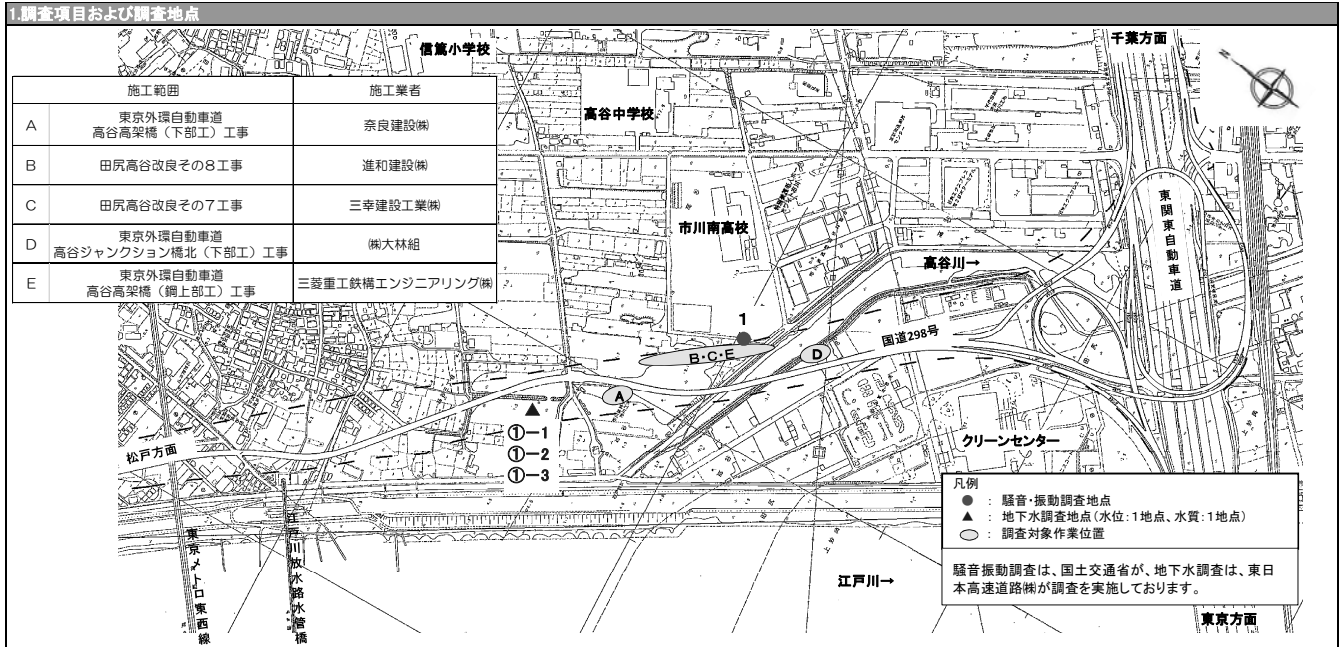 1.調査項目および調査地点
信篤小学校
千葉方面
施工範囲 施工業者
A 東京外環自動車道
高谷高架橋（下部工）工事 奈良建設㈱
B 田尻高谷改良その８工事 進和建設㈱
C 田尻高谷改良その７工事 三幸建設工業㈱
D 東京外環自動車道
高谷ジャンクション橋北（下部工）工事 ㈱大林組
E 東京外環自動車道
高谷高架橋（鋼上部工）工事 三菱重工鉄構エンジニアリング㈱
高谷中学校
市川南高校
東関東自動車道
高谷川→
国道298号
1
B・C・E
D
A
①－1
①－2
①－3
松戸方面
クリーンセンター
東京メトロ東西線
江戸川放水路水管橋
江戸川→
凡例
● ： 騒音・振動調査地点
▲ ： 地下水調査地点（水位：1地点、水質：1地点）
： 調査対象作業位置
騒音振動調査は、国土交通省が、地下水調査は、東日
本高速道路㈱が調査を実施しております。
東京方面